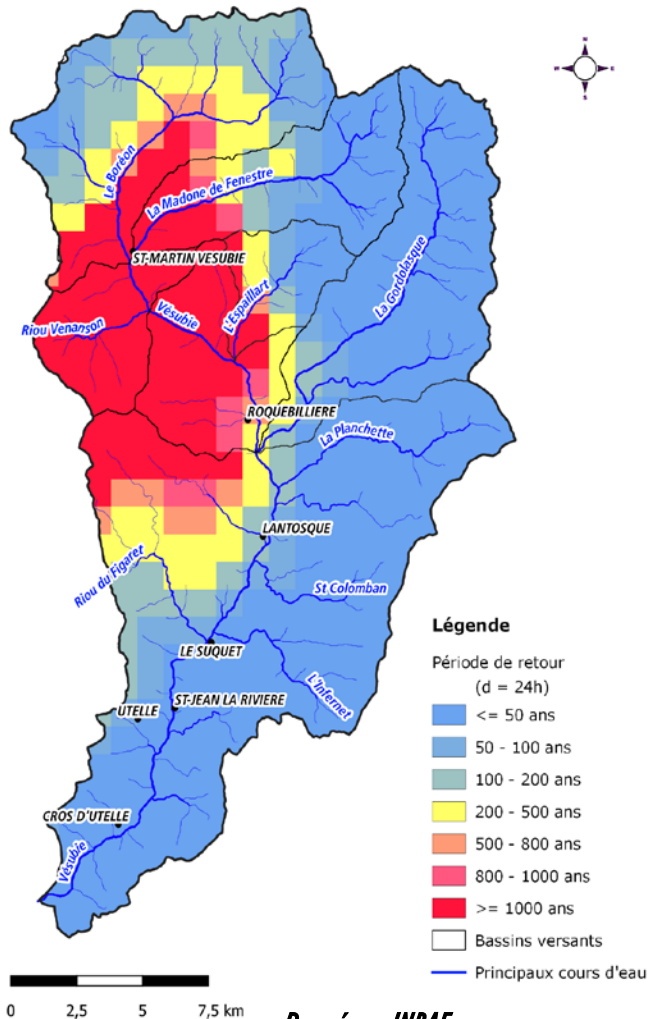 N
W E
S
Le Boréon
La Madone de Fenestre
ST-MARTIN VESUBIE
La Gordolasque
L'Espaillart
Vésubie
Riou Venanson
ROQUEBILLIERE
La Planchette
LANTOSQUE
Riou du Figaret
St Colomban
LE SUQUET
L'Infernet
ST-JEAN LA RIVIERE
UTELLE
CROS D'UTELLE
Vésubie
Légende
Période de retour
(d = 24h)
<= 50 ans
50 - 100 ans
100 - 200 ans
200 - 500 ans
500 - 800 ans
800 - 1000 ans
>= 1000 ans
Bassins versants
Principaux cours d'eau
0 2,5 5 7,5 km